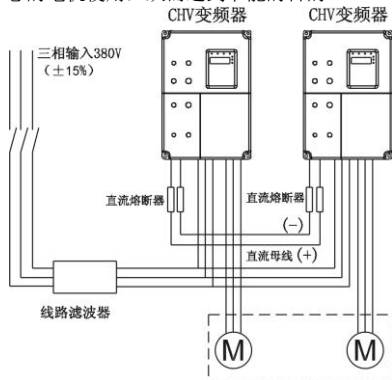 CHV变频器
CHV变频器
三相输入380V
（±15%）
直流熔断器
直流熔断器
(-)
直流母线(+)
线路滤波器
M
M